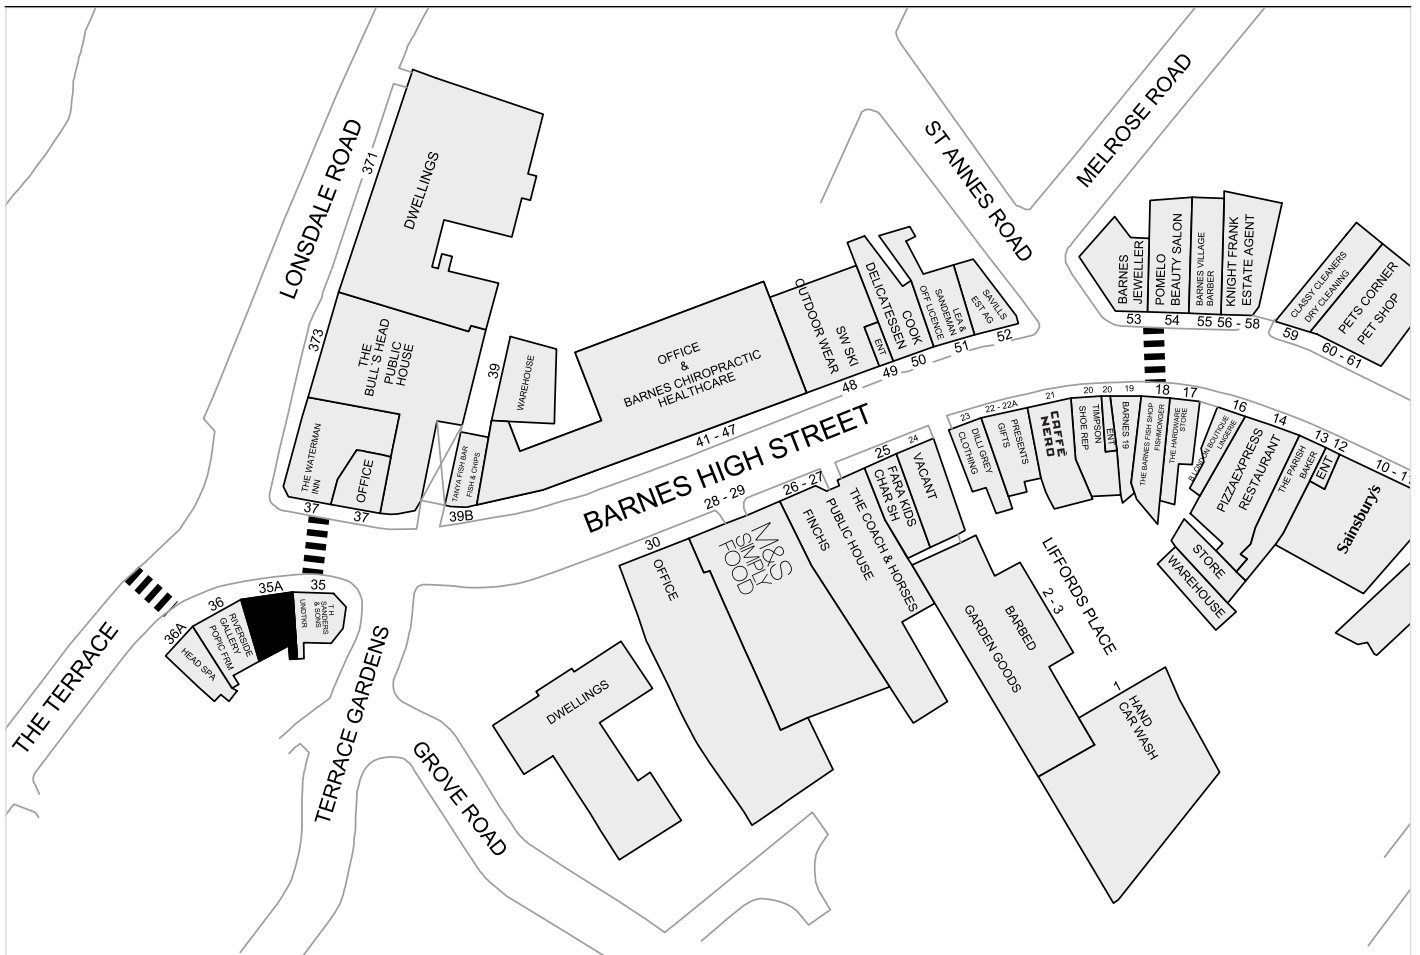 LONSDALE ROAD
371
373
DWELLINGS
THE
BULL'S HEAD
PUBLIC
HOUSE
THE WATERMAN
INN
OFFICE
37
37
39
WAREHOUSE
TANYA FISH BAR
FISH & CHIPS
39B
OFFICE
&
BARNES CHIROPRACTIC
HEALTHCARE
41 - 47
SW SKI
OUTDOOR WEAR
48
ENT
49
COOK
DELICATESSEN
50
LEA &
SANDEMAN
OFF LICENCE
51
SAVILLS
EST AG
52
ST ANNES ROAD
MELROSE ROAD
BARNES
JEWELLER
53
POMELO
BEAUTY SALON
54
BARNES VILLAGE
BARBER
55
KNIGHT FRANK
ESTATE AGENT
56 - 58
CLASSY CLEANERS
DRY CLEANING
59
PETS CORNER
PET SHOP
60 - 61
BARNES HIGH STREET
THE TERRACE
36A
HEAD SPA
36
RIVERSIDE
GALLERY
POPIC FRM
35A
35
T H
SANDERS
& SONS
UNDTKR
TERRACE GARDENS
GROVE ROAD
DWELLINGS
30
OFFICE
28 - 29
M&S
SIMPLY
FOOD
26 - 27
FINCHS
THE COACH & HORSES
PUBLIC HOUSE
25
FARA KIDS
CHAR SH
24
VACANT
23
DILLI GREY
CLOTHING
22 - 22A
PRESENTS
GIFTS
21
CAFFÈ
NERO
20
TIMPSON
SHOE REP
20
ENT
19
BARNES 19
18
THE BARNES FISH SHOP
FISHMONGER
17
THE HARDWARE
STORE
16
BLONDON BOUTIQUE
LINGERIE
14
PIZZAEXPRESS
RESTAURANT
13
THE PARISH
BAKER
12
ENT
10 - 1
Sainsbury's
STORE
WAREHOUSE
LIFFORDS PLACE
2 - 3
BARBED
GARDEN GOODS
1
HAND
CAR WASH